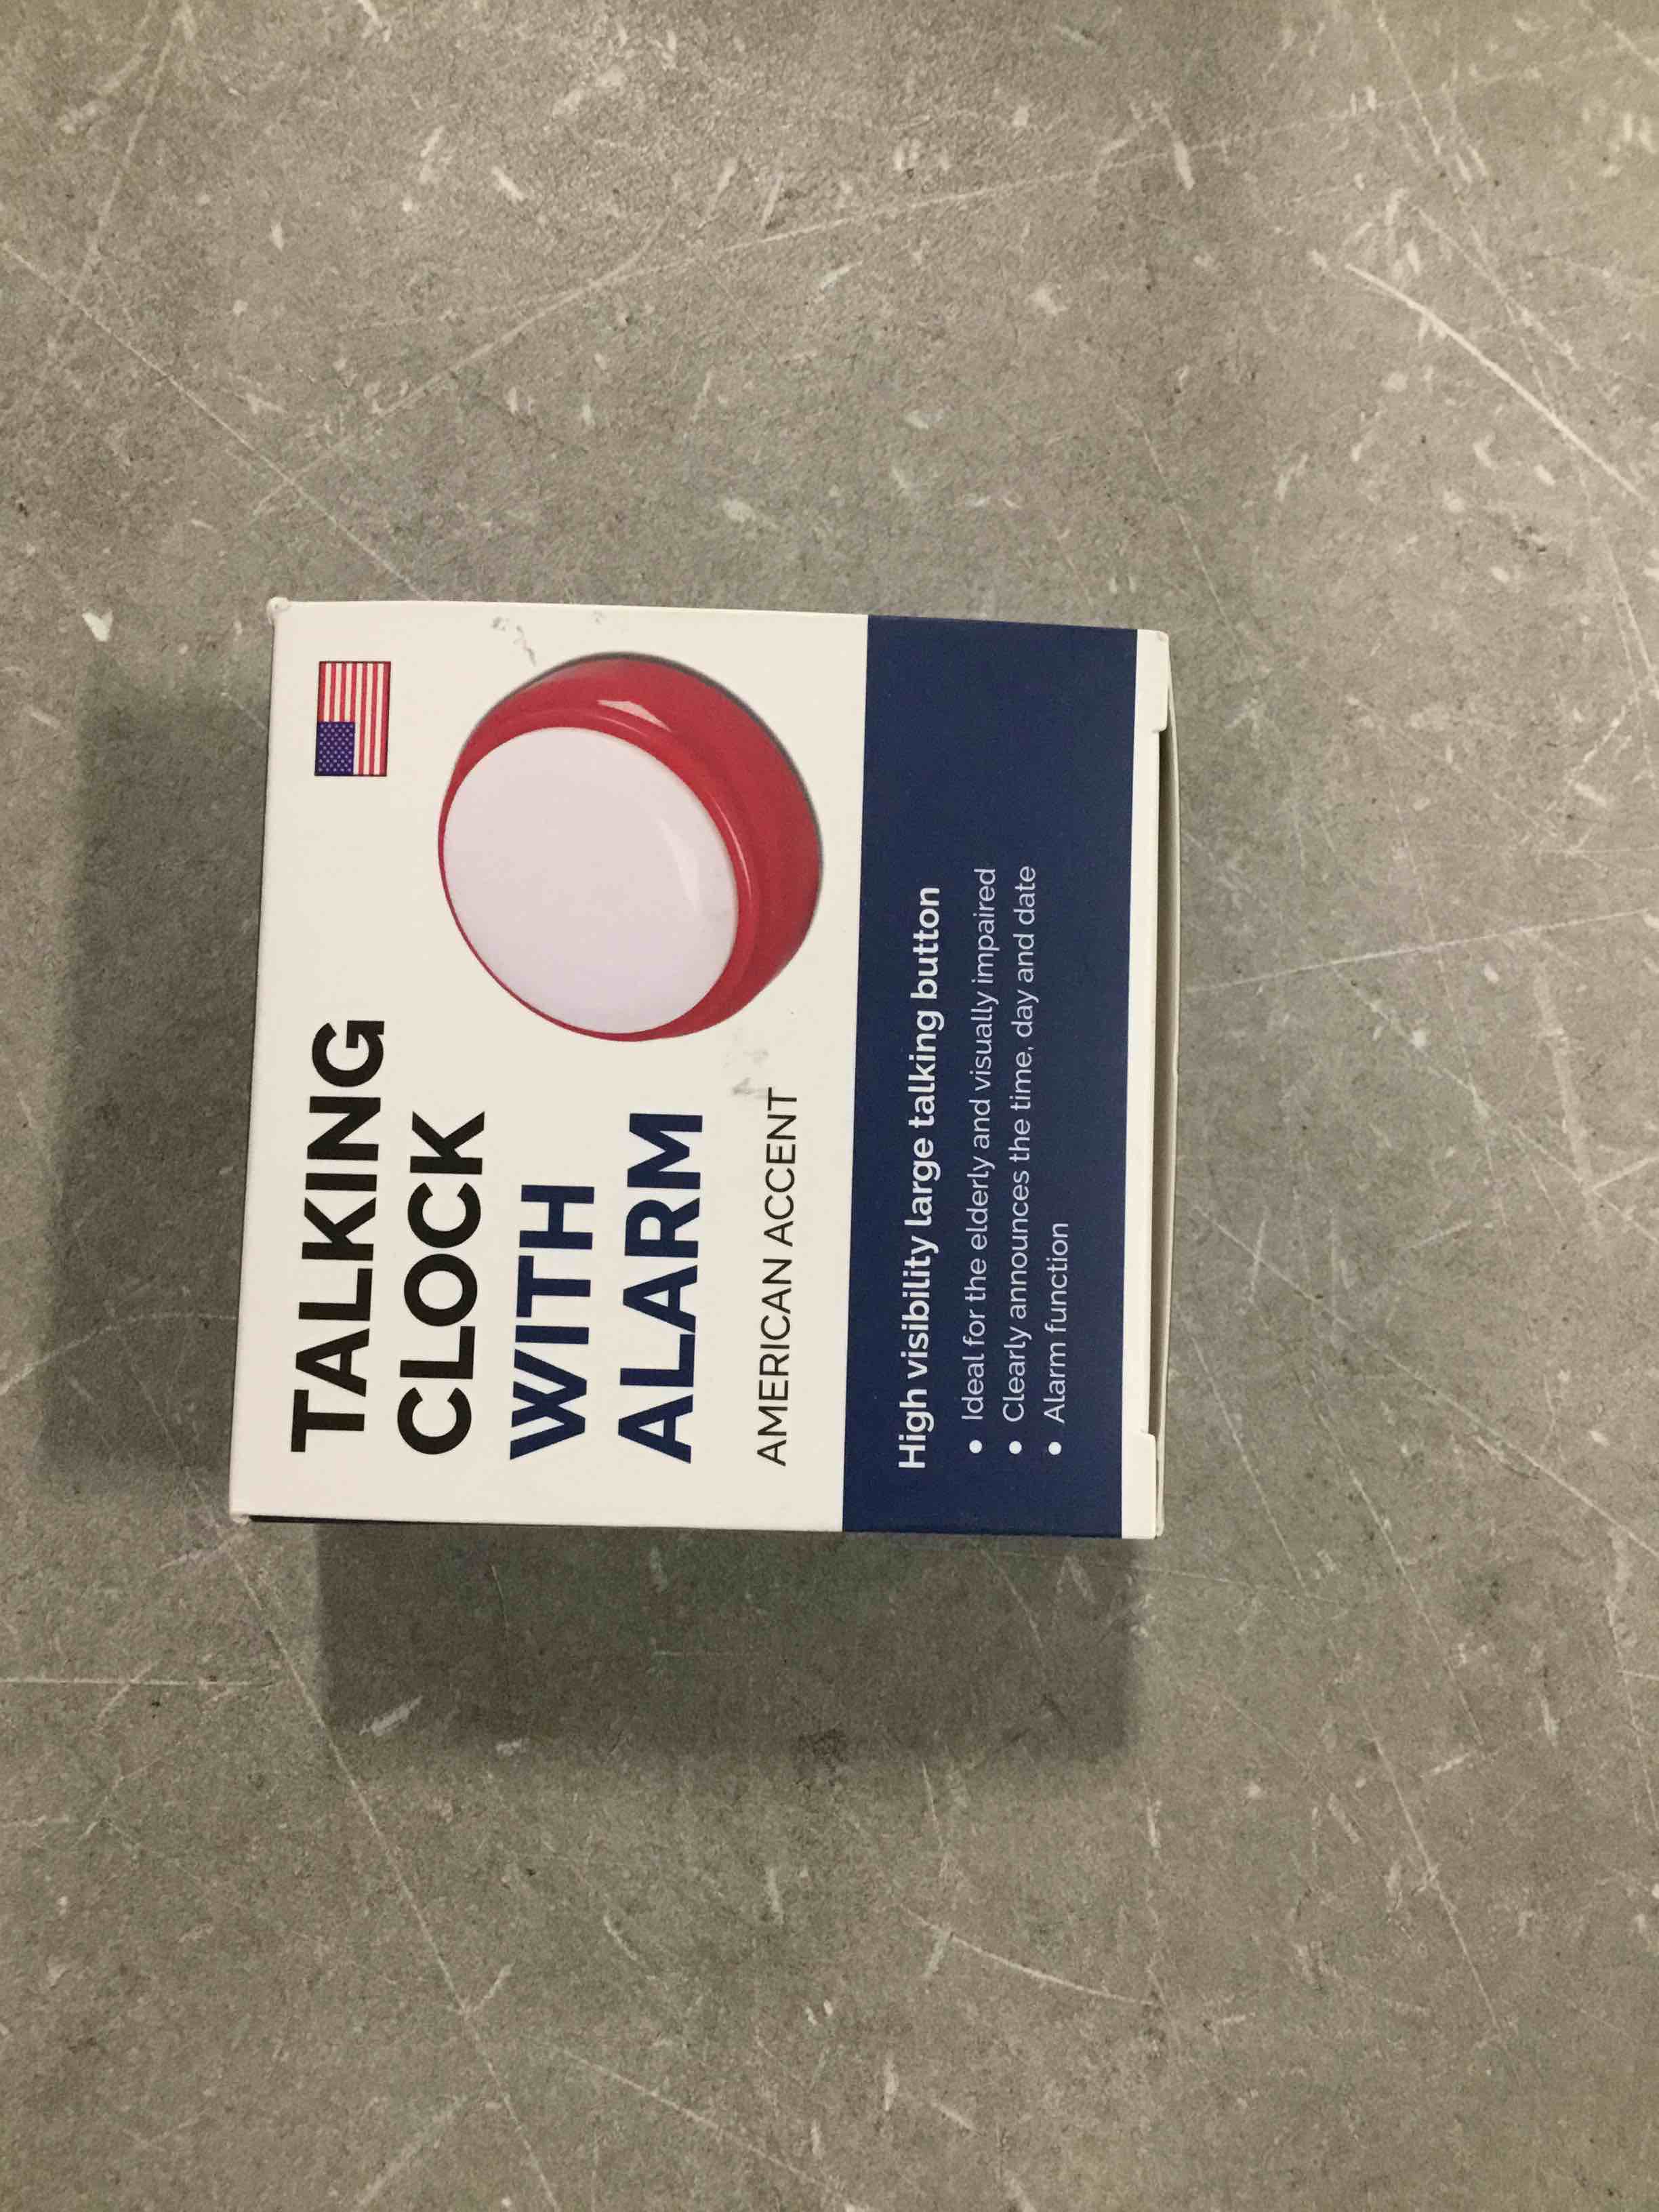 TALKING
CLOCK
WITH
ALARM
AMERICAN ACCENT
High visibility large talking button
• Ideal for the elderly and visually impaired
• Clearly announces the time, day and date
• Alarm function